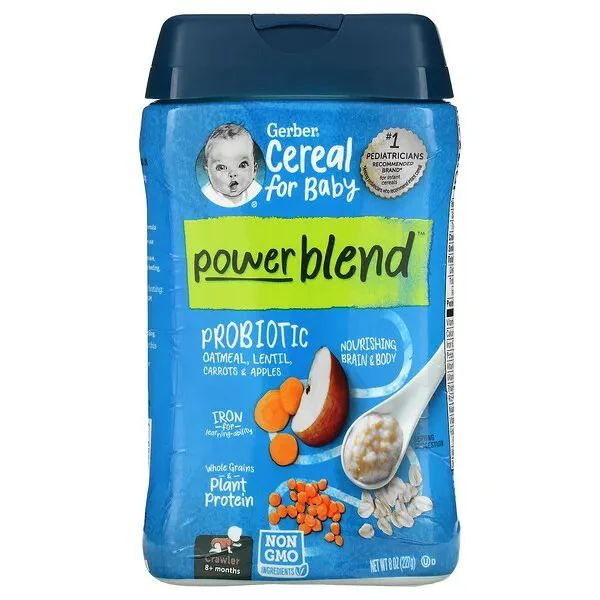 Gerber®
Cereal
for Baby
®
#1
PEDIATRICIANS
RECOMMENDED
BRAND*
for infant
cereals
powerblend™
PROBIOTIC
OATMEAL, LENTIL,
CARROTS & APPLES
NOURISHING
BRAIN & BODY
IRON
for
learning-ability
Whole Grains
&
Plant
Protein
Crawler
8+ months
NON
GMO
INGREDIENTS
NET WT 8 OZ (227g)
U D